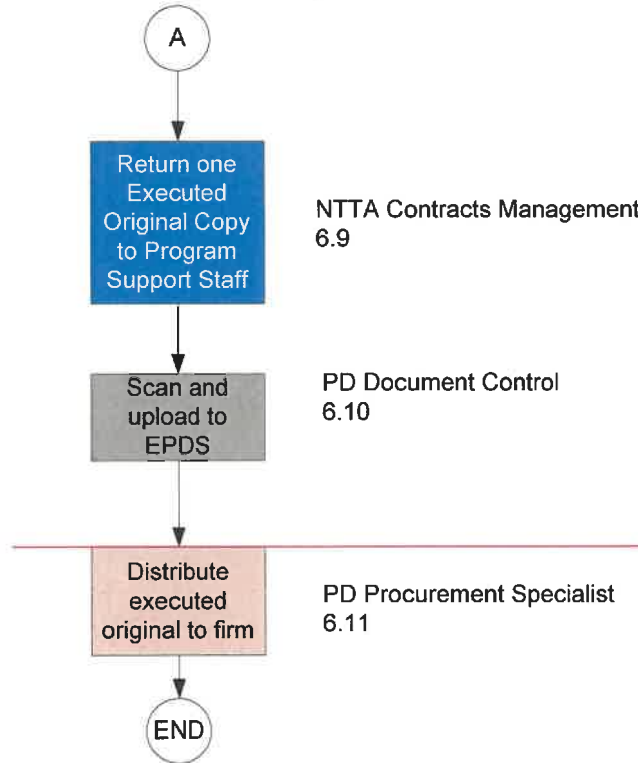 A
Return one
Executed
Original Copy
to Program
Support Staff
NTTA Contracts Management
6.9
Scan and
upload to
EPDS
PD Document Control
6.10
Distribute
executed
original to firm
PD Procurement Specialist
6.11
END